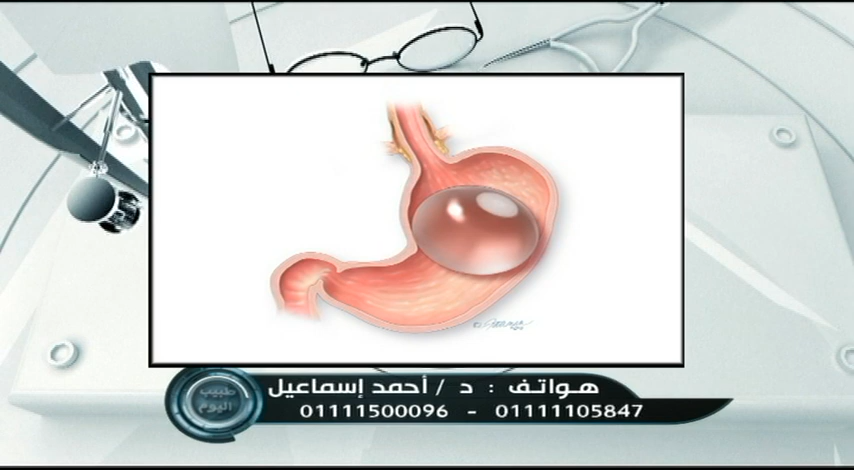 هواتف : د / أحمد إسماعيل
01111500096 - 01111105847
طبيب
اليوم